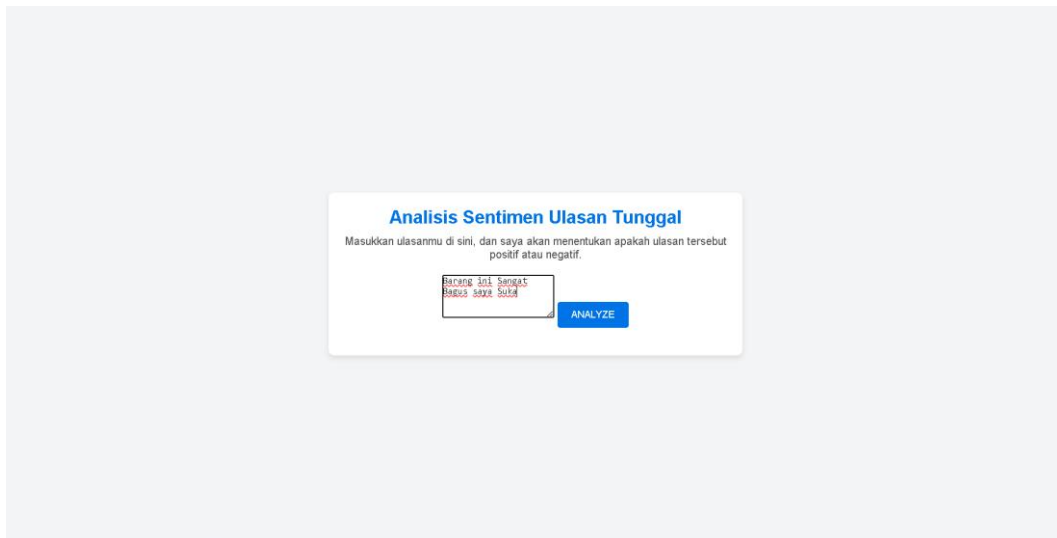 Analisis Sentimen Ulasan Tunggal
Masukkan ulasanmu di sini, dan saya akan menentukan apakah ulasan tersebut
positif atau negatif.
Barang ini Sangat
Bagus saya Suka
ANALYZE